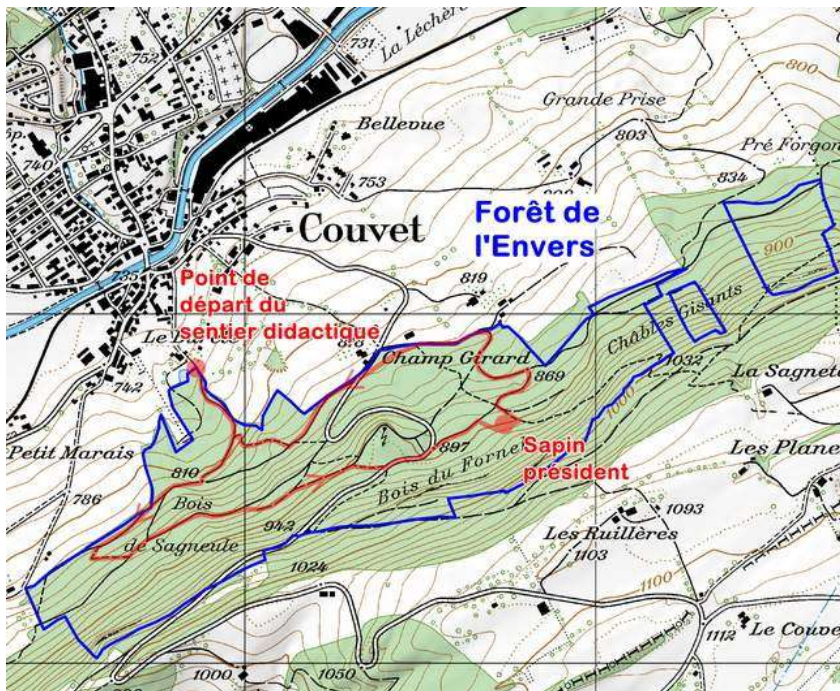 752
731
La Léchère
740
Bellevue
753
Grande Prise
803
800
Pré Forgon
834
Couvet
Forêt de
l'Envers
900
735
Point de
départ du
sentier didactique
819
818
Champ Girard
869
Châbles Gisants
1032
1000
742
La Sagnete
Petit Marais
810
897
Sapin
président
Les Plane
786
Bois
de Sagneule
Bois du Forne
942
1093
Les Ruillères
1103
1024
1100
1112
Le Couve
1000
1050